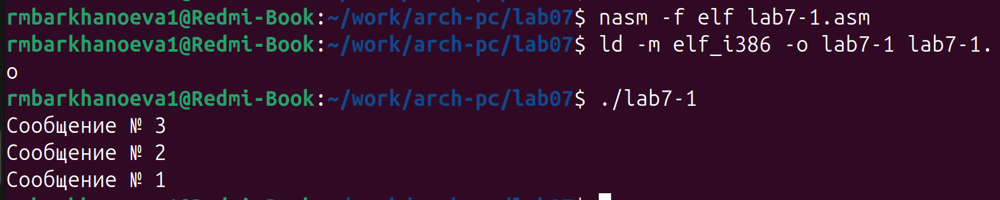 rmbarkhanoeva1@Redmi-Book:~/work/arch-pc/lab07$ nasm -f elf lab7-1.asm
rmbarkhanoeva1@Redmi-Book:~/work/arch-pc/lab07$ ld -m elf_i386 -o lab7-1 lab7-1.
o
rmbarkhanoeva1@Redmi-Book:~/work/arch-pc/lab07$ ./lab7-1
Сообщение № 3
Сообщение № 2
Сообщение № 1